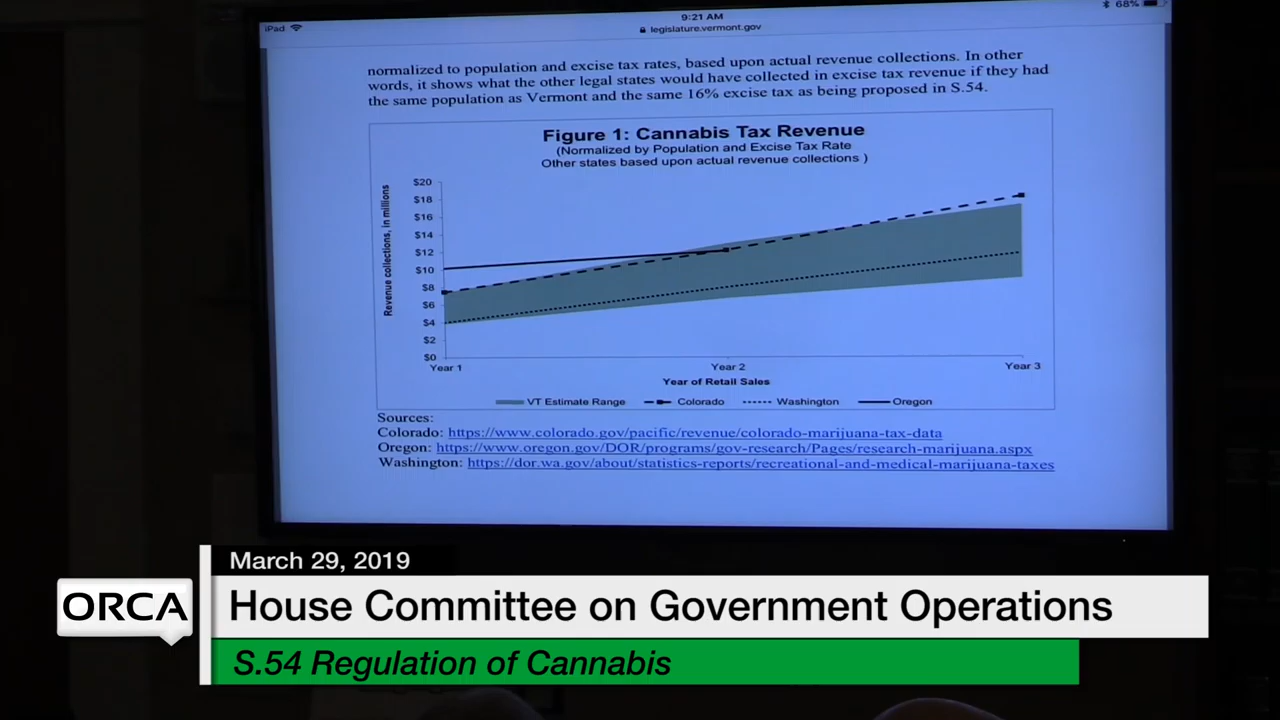 9:21 AM
iPad
68%
legislature.vermont.gov
normalized to population and excise tax rates, based upon actual revenue collections. In other
words, it shows what the other legal states would have collected in excise tax revenue if they had
the same population as Vermont and the same 16% excise tax as being proposed in S.54.
Figure 1: Cannabis Tax Revenue
(Normalized by Population and Excise Tax Rate
Other states based upon actual revenue collections )
Revenue collections, in millions
$20
$18
$16
$14
$12
$10
$8
$6
$4
$2
$0
Year 1 Year 2 Year 3
Year of Retail Sales
VT Estimate Range Colorado Washington Oregon
Sources:
Colorado: https://www.colorado.gov/pacific/revenue/colorado-marijuana-tax-data
Oregon: https://www.oregon.gov/DOR/programs/gov-research/Pages/research-marijuana.aspx
Washington: https://dor.wa.gov/about/statistics-reports/recreational-and-medical-marijuana-taxes
March 29, 2019
ORCA
House Committee on Government Operations
S.54 Regulation of Cannabis